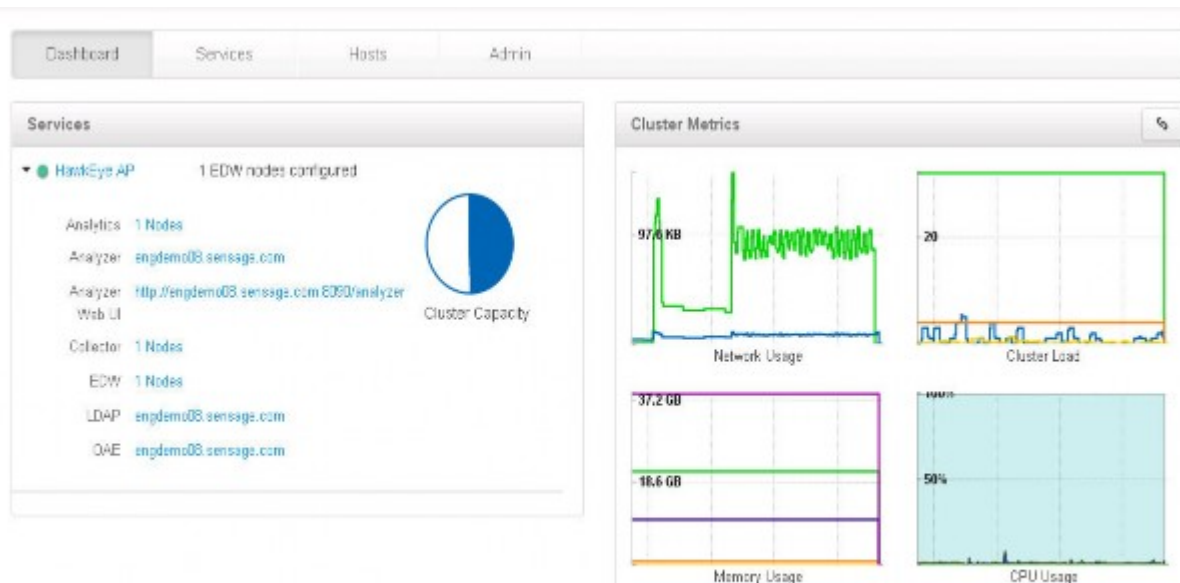 Dashboard Services Hosts Admin
Services
HawkEye AP 1 EDW nodes configured
Analytics 1 Nodes
Analyzer engdemo08.sensage.com
Analyzer http://engdemo08.sensage.com:8090/analyzer
Web UI
Collector 1 Nodes
EDW 1 Nodes
LDAP engdemo08.sensage.com
OAE engdemo08.sensage.com
Cluster Capacity
Cluster Metrics
97.6 KB
Network Usage
20
Cluster Load
37.2 GB
18.6 GB
Memory Usage
100%
50%
CPU Usage